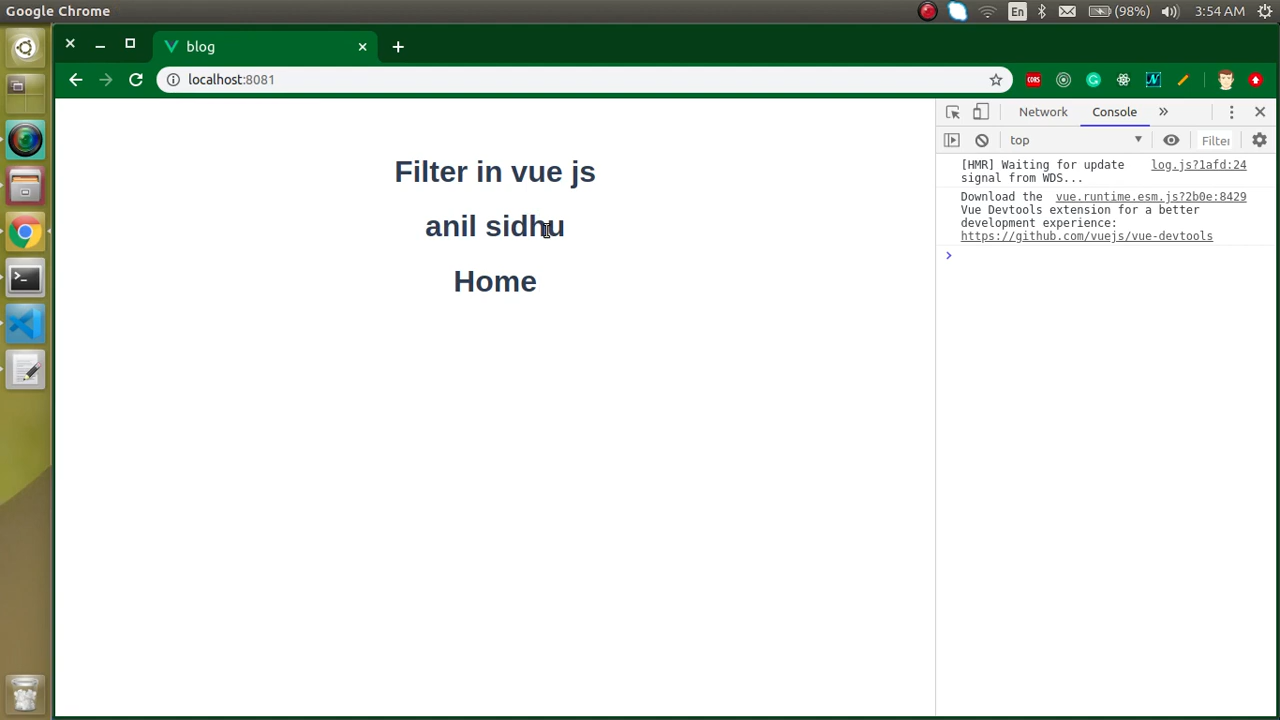 Google Chrome
En
(98%)
3:54 AM
blog
localhost:8081
CORS
Network
Console
top
Filter
Filter in vue js
anil sidhu
Home
[HMR] Waiting for update log.js?1afd:24
signal from WDS...
Download the vue.runtime.esm.js?2b0e:8429
Vue Devtools extension for a better
development experience:
https://github.com/vuejs/vue-devtools